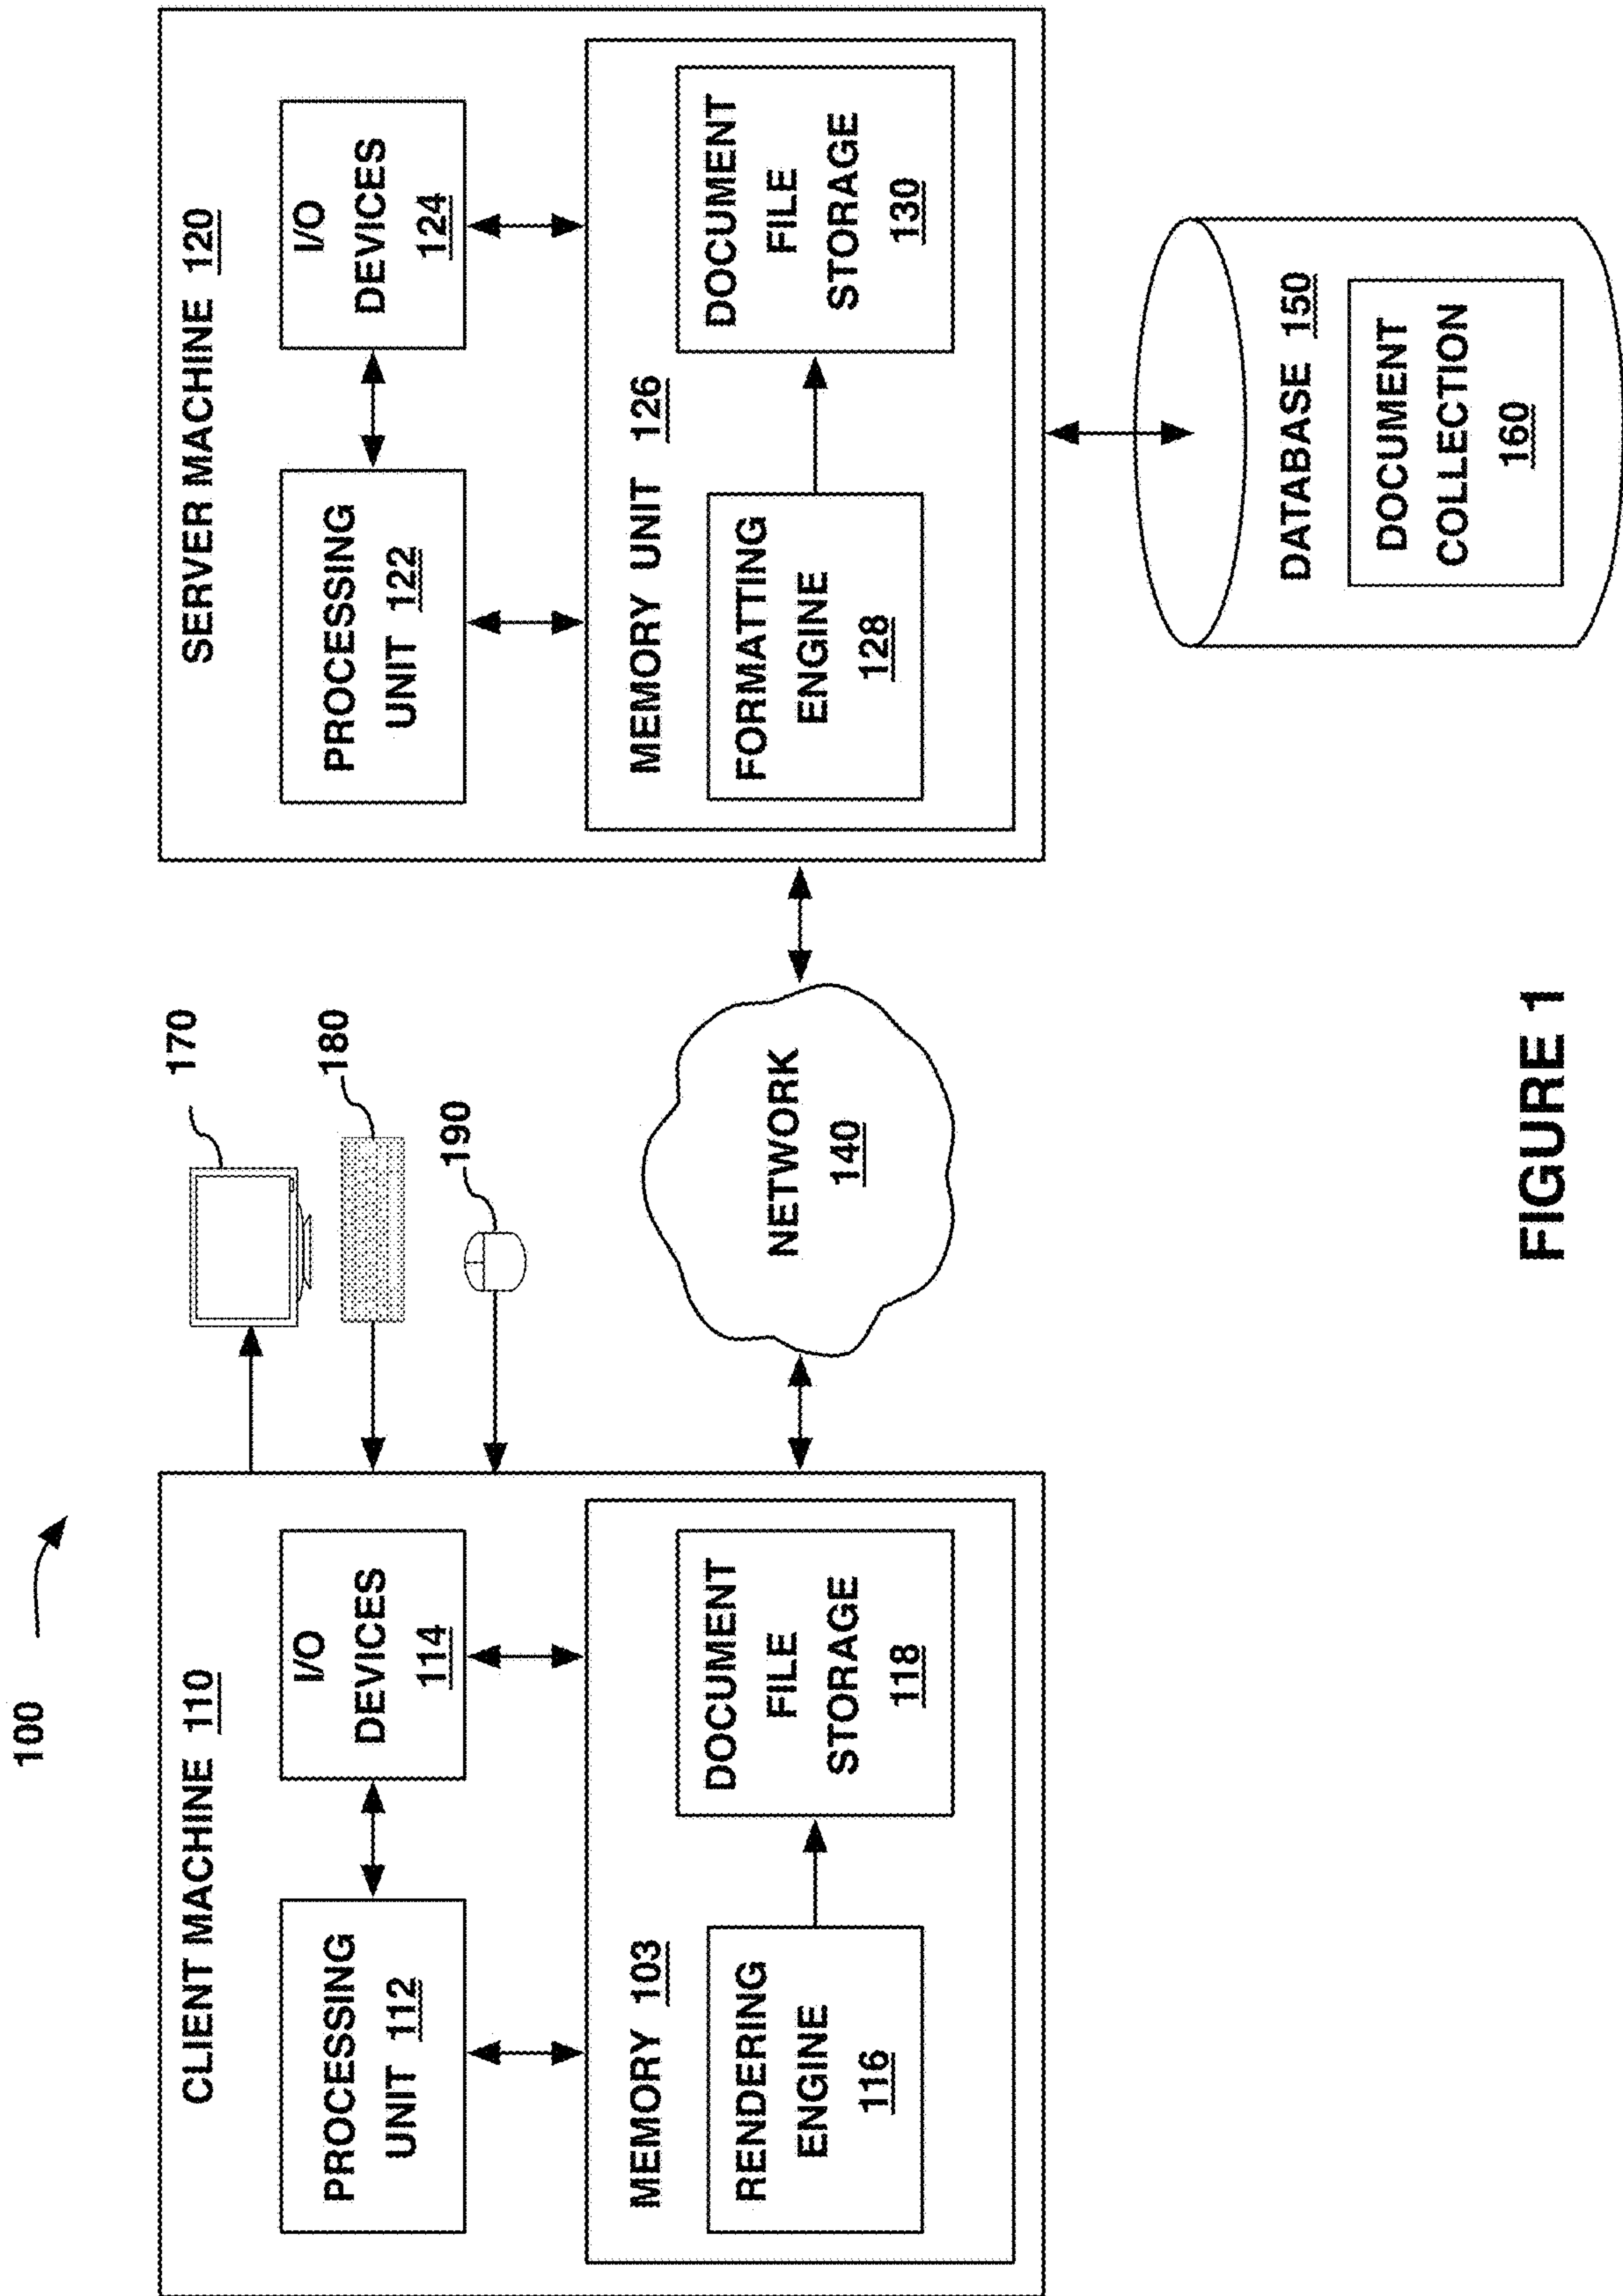 100
CLIENT MACHINE 110
PROCESSING
UNIT 112
I/O
DEVICES
114
MEMORY 103
RENDERING
ENGINE
116
DOCUMENT
FILE
STORAGE
118
170
180
190
NETWORK
140
SERVER MACHINE 120
PROCESSING
UNIT 122
I/O
DEVICES
124
MEMORY UNIT 126
FORMATTING
ENGINE
128
DOCUMENT
FILE
STORAGE
130
DATABASE 150
DOCUMENT
COLLECTION
160
FIGURE 1